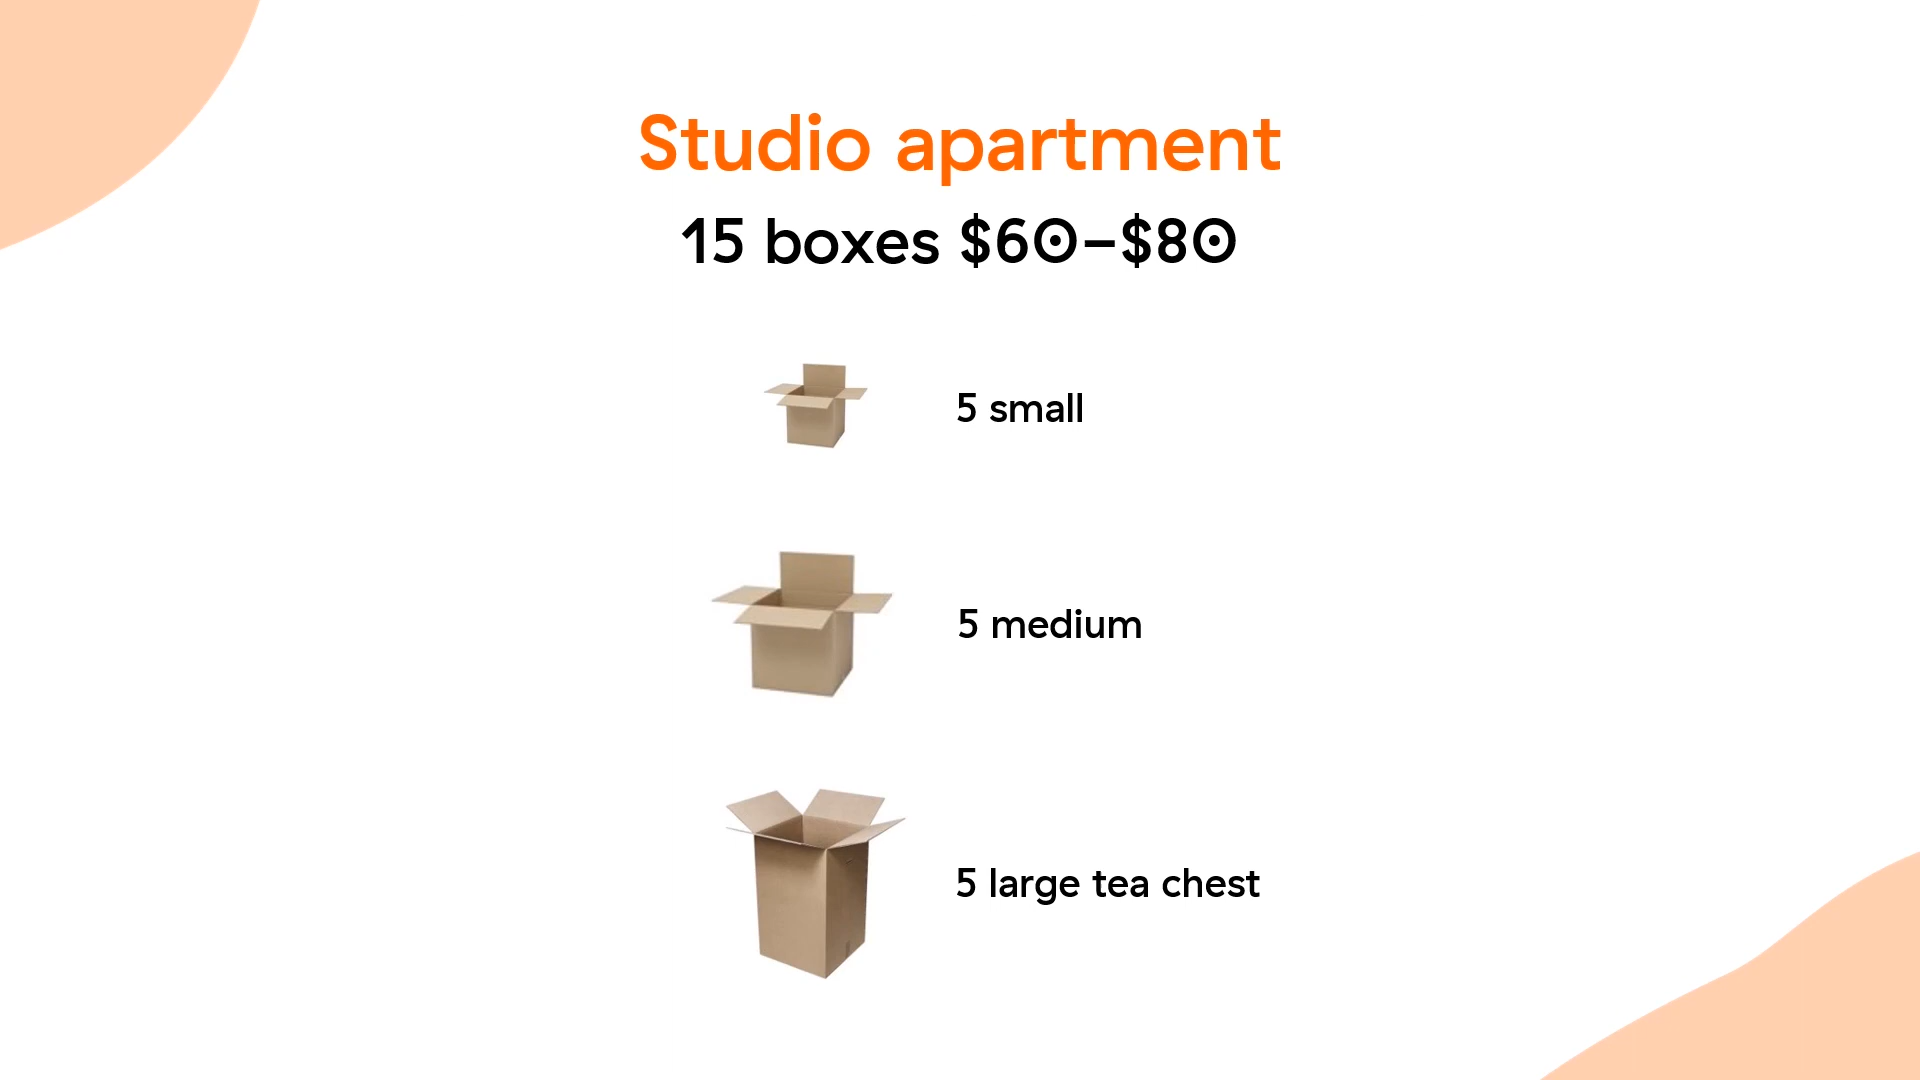 Studio apartment
15 boxes $60–$80
5 small
5 medium
5 large tea chest